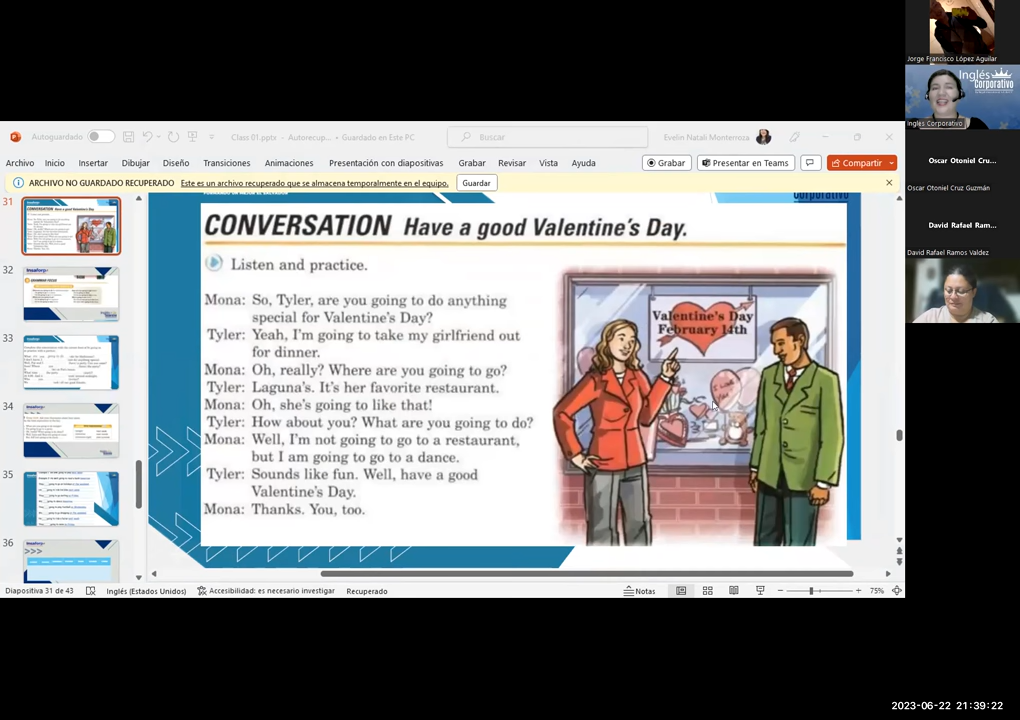 Jorge Francisco López Aguilar
Inglés
Corporativo
Inglés Corporativo
Oscar Otoniel Cru...
Oscar Otoniel Cruz Guzmán
David Rafael Ram...
David Rafael Ramos Valdez
Autoguardado
Class 01.pptx - Autorecup... • Guardado en Este PC
Buscar
Evelin Natali Monterroza
Archivo Inicio Insertar Dibujar Diseño Transiciones Animaciones Presentación con diapositivas Grabar Revisar Vista Ayuda
Grabar Presentar en Teams Compartir
ARCHIVO NO GUARDADO RECUPERADO Este es un archivo recuperado que se almacena temporalmente en el equipo. Guardar
31
32
33
34
35
36
CONVERSATION Have a good Valentine's Day.
Listen and practice.
Mona: So, Tyler, are you going to do anything
special for Valentine's Day?
Tyler: Yeah, I'm going to take my girlfriend out
for dinner.
Mona: Oh, really? Where are you going to go?
Tyler: Laguna's. It's her favorite restaurant.
Mona: Oh, she's going to like that!
Tyler: How about you? What are you going to do?
Mona: Well, I'm not going to go to a restaurant,
but I am going to go to a dance.
Tyler: Sounds like fun. Well, have a good
Valentine's Day.
Mona: Thanks. You, too.
Valentine's Day
February 14th
Diapositiva 31 de 43 Inglés (Estados Unidos) Accesibilidad: es necesario investigar Recuperado Notas 75%
2023-06-22 21:39:22